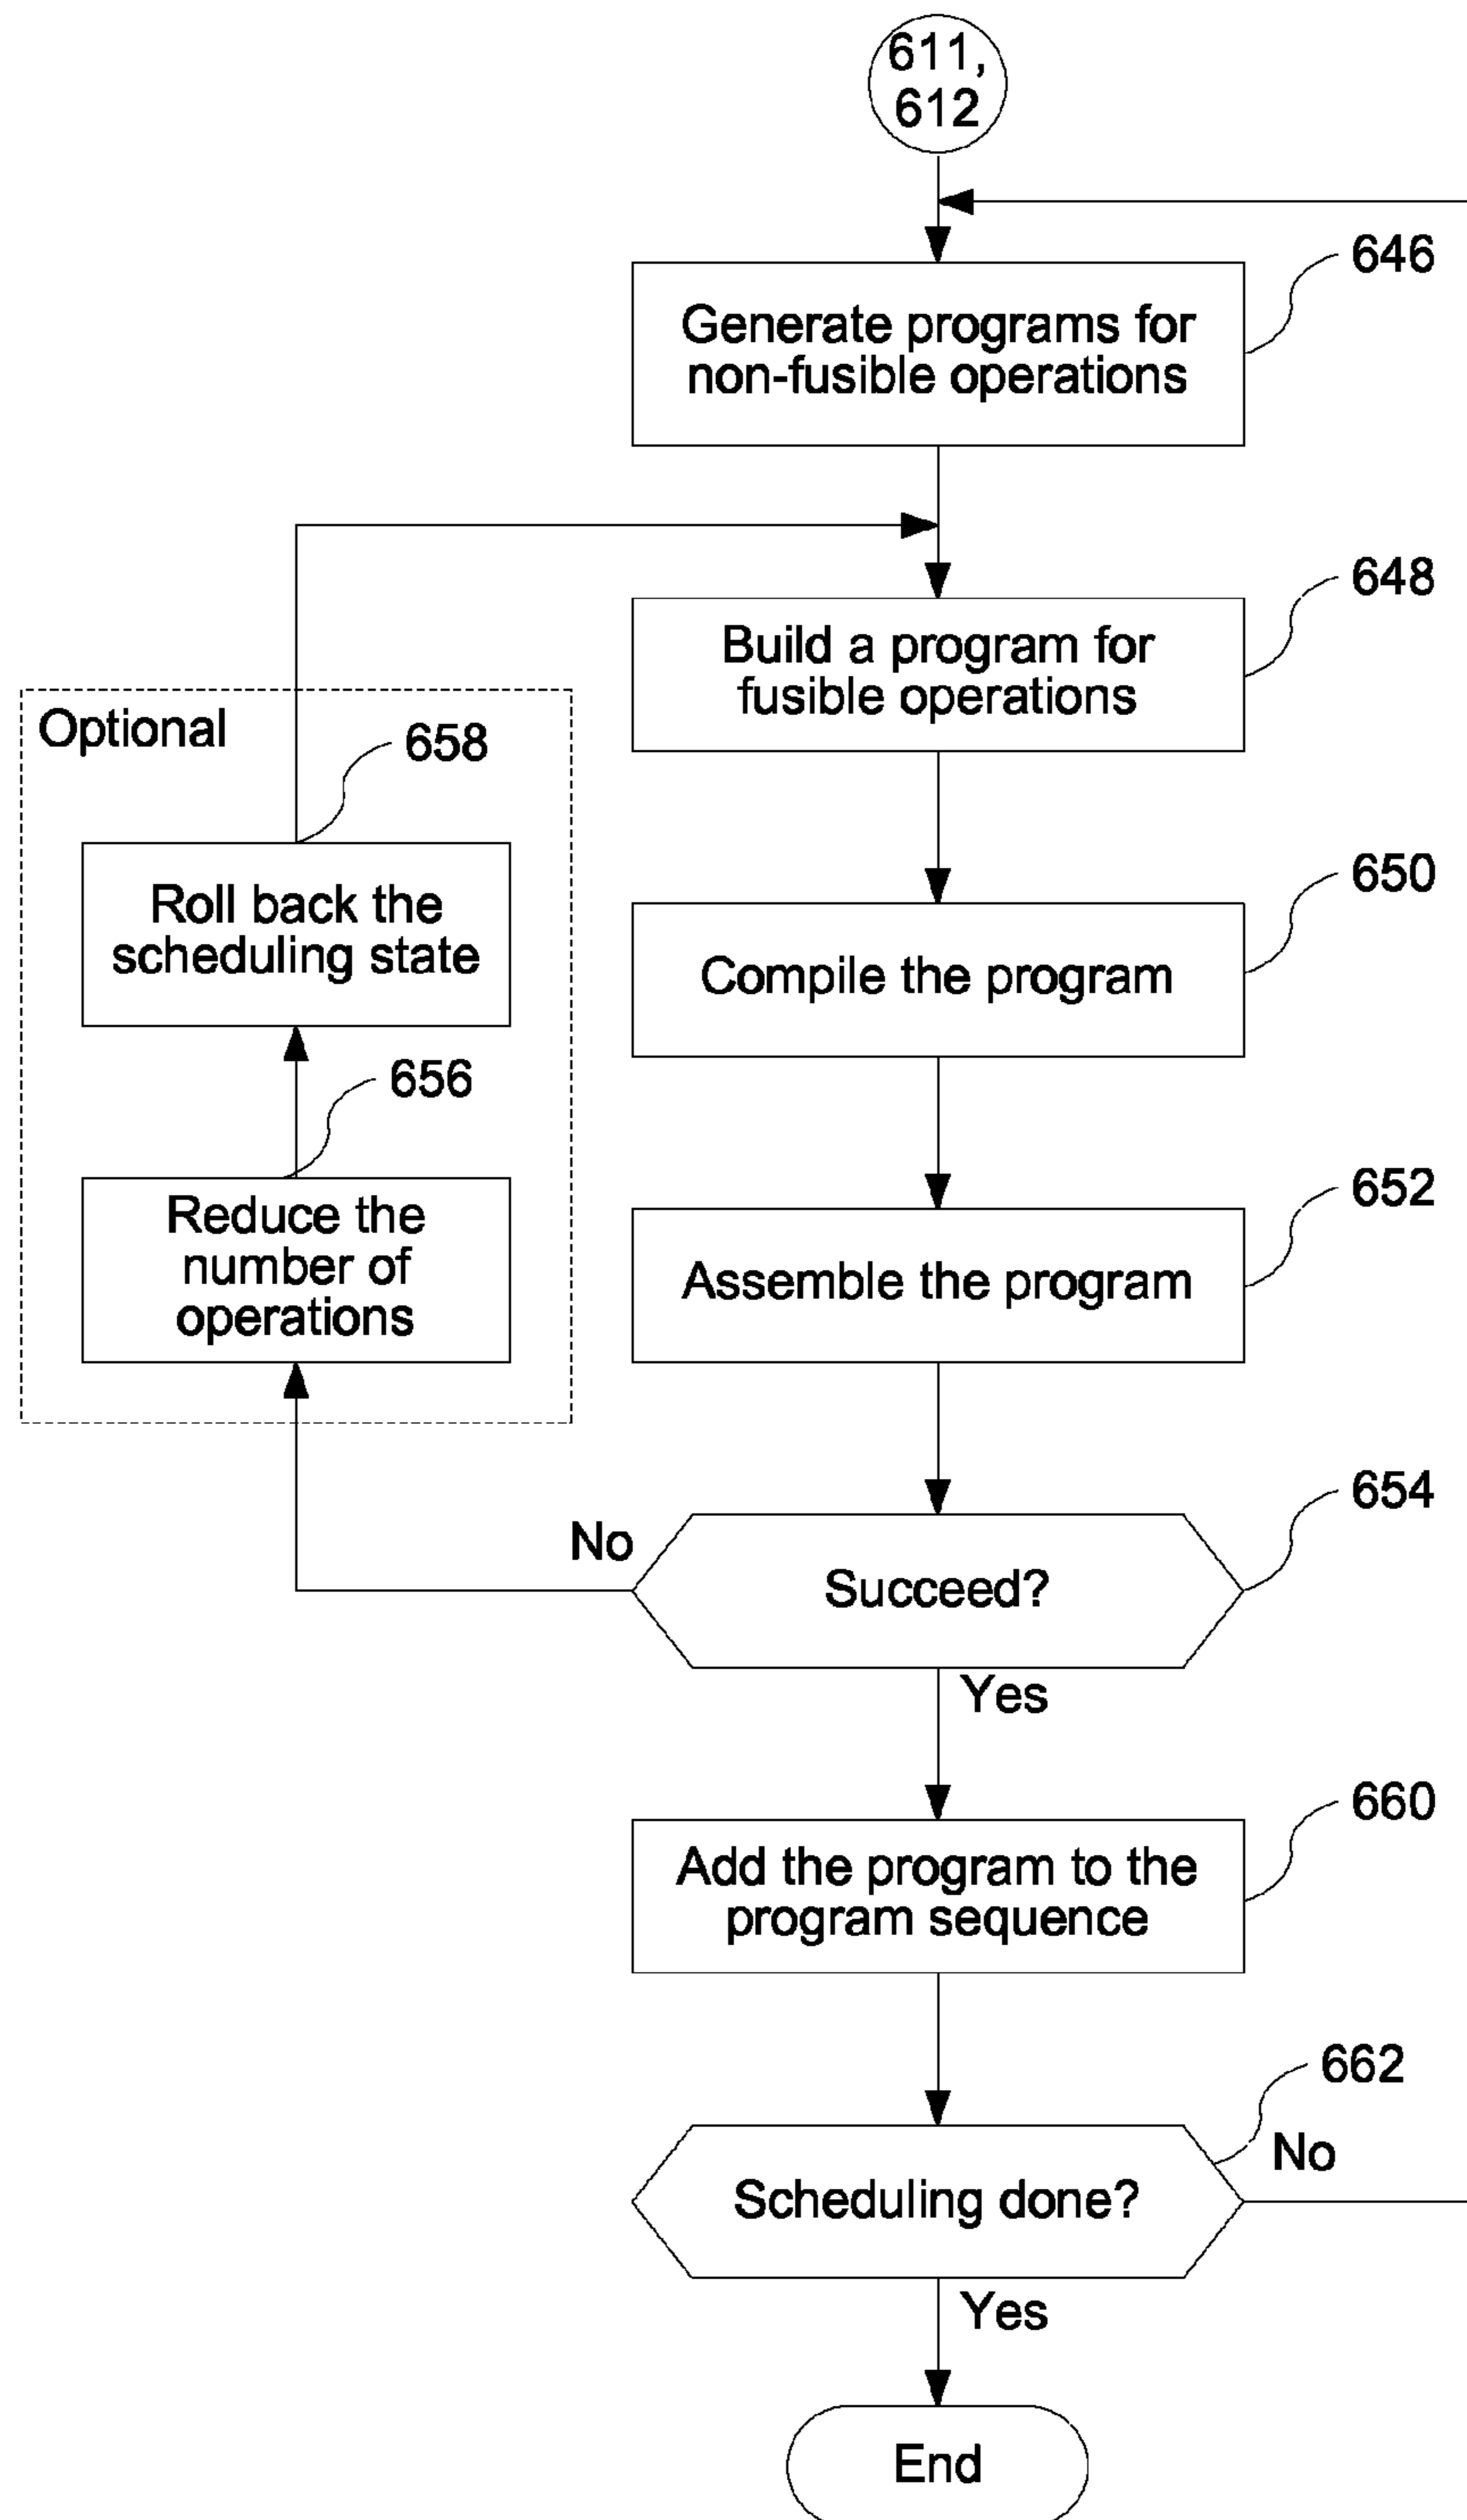 611,
612
646
Generate programs for
non-fusible operations
648
Build a program for
fusible operations
Optional
658
Roll back the
scheduling state
650
Compile the program
656
Reduce the
number of
operations
652
Assemble the program
654
No
Succeed?
Yes
660
Add the program to the
program sequence
662
No
Scheduling done?
Yes
End